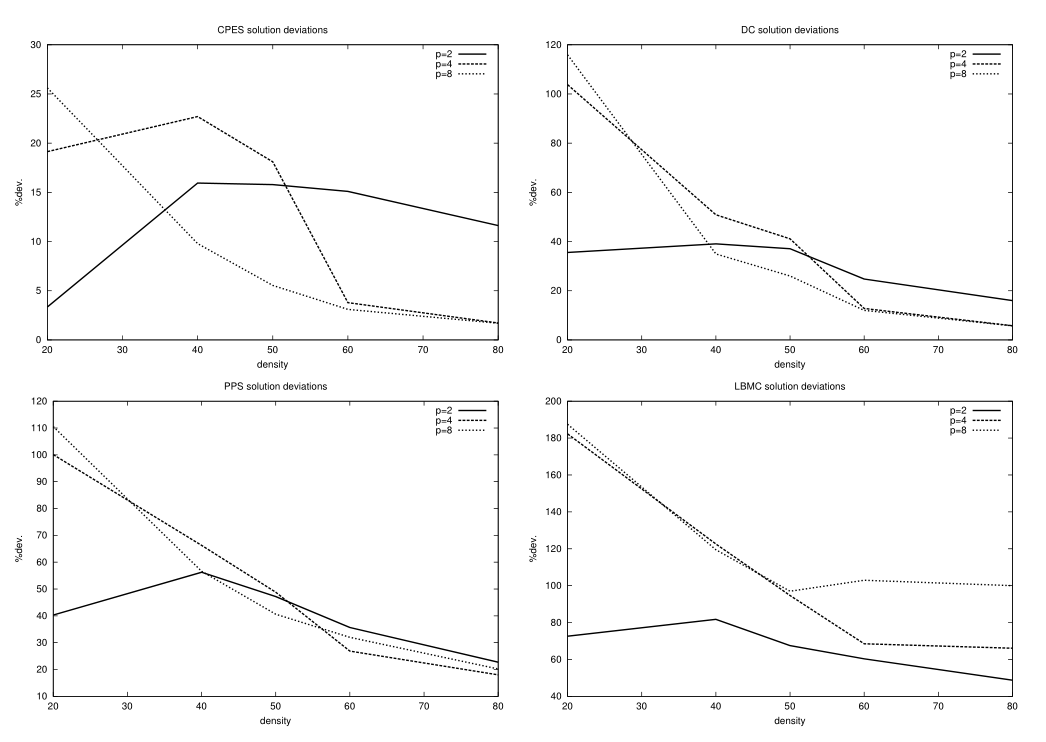 CPES solution deviations
30
25
20
15
10
5
0
%dev.
p=2
p=4
p=8
20 30 40 50 60 70 80
density
DC solution deviations
120
100
80
60
40
20
0
%dev.
p=2
p=4
p=8
20 30 40 50 60 70 80
density
PPS solution deviations
120
110
100
90
80
70
60
50
40
30
20
10
%dev.
p=2
p=4
p=8
20 30 40 50 60 70 80
density
LBMC solution deviations
200
180
160
140
120
100
80
60
40
%dev.
p=2
p=4
p=8
20 30 40 50 60 70 80
density